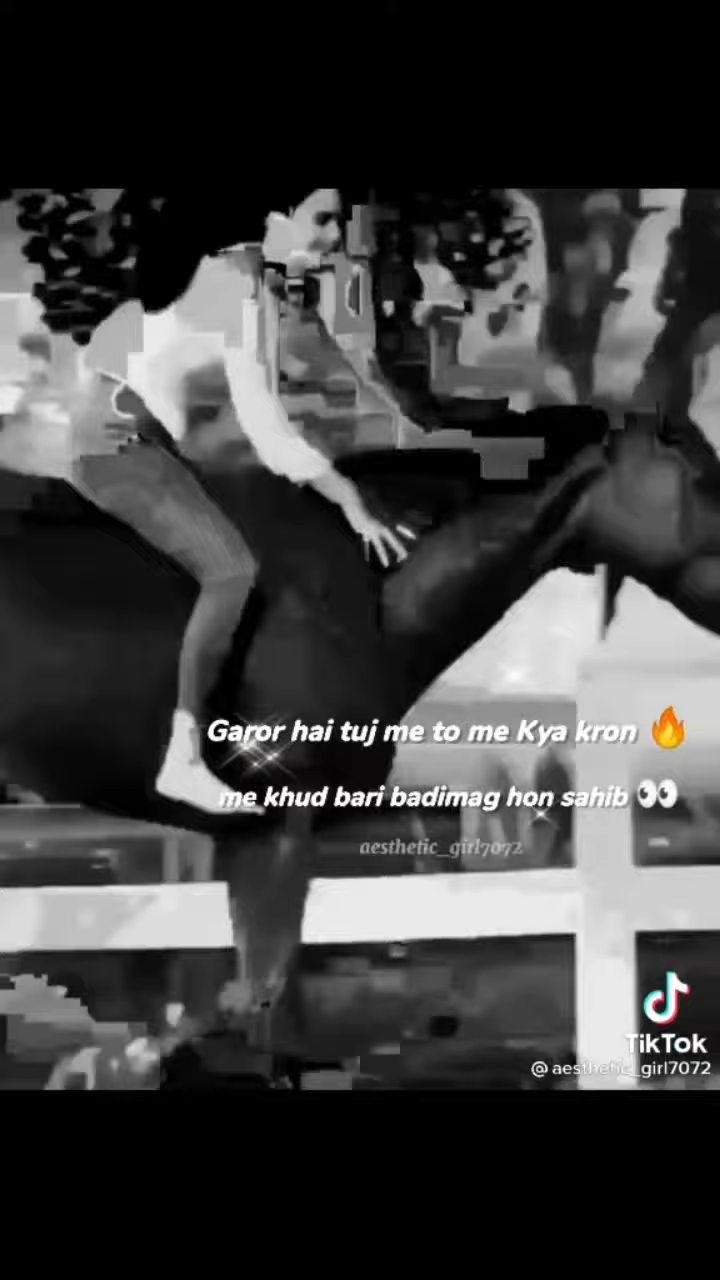 Garor hai tuj me to me Kya kron 🔥
me khud bari badimag hon sahib 👀
aesthetic_girl7072
TikTok
@aesthetic_girl7072